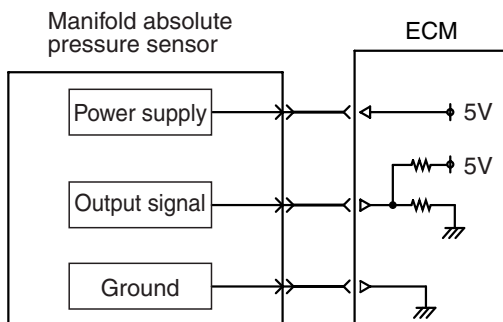 Manifold absolute
pressure sensor
ECM
Power supply
5V
5V
Output signal
Ground